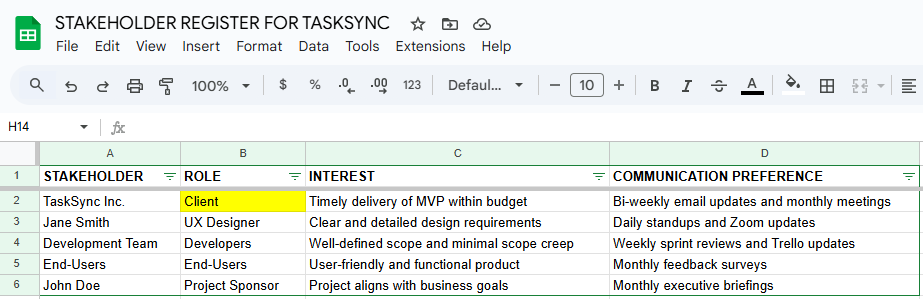 STAKEHOLDER REGISTER FOR TASKSYNC
File Edit View Insert Format Data Tools Extensions Help
100% $ % .0 .00 123 Defaul... 10 B I S A
H14 fx
A B C D
1 STAKEHOLDER ROLE INTEREST COMMUNICATION PREFERENCE
2 TaskSync Inc. Client Timely delivery of MVP within budget Bi-weekly email updates and monthly meetings
3 Jane Smith UX Designer Clear and detailed design requirements Daily standups and Zoom updates
4 Development Team Developers Well-defined scope and minimal scope creep Weekly sprint reviews and Trello updates
5 End-Users End-Users User-friendly and functional product Monthly feedback surveys
6 John Doe Project Sponsor Project aligns with business goals Monthly executive briefings